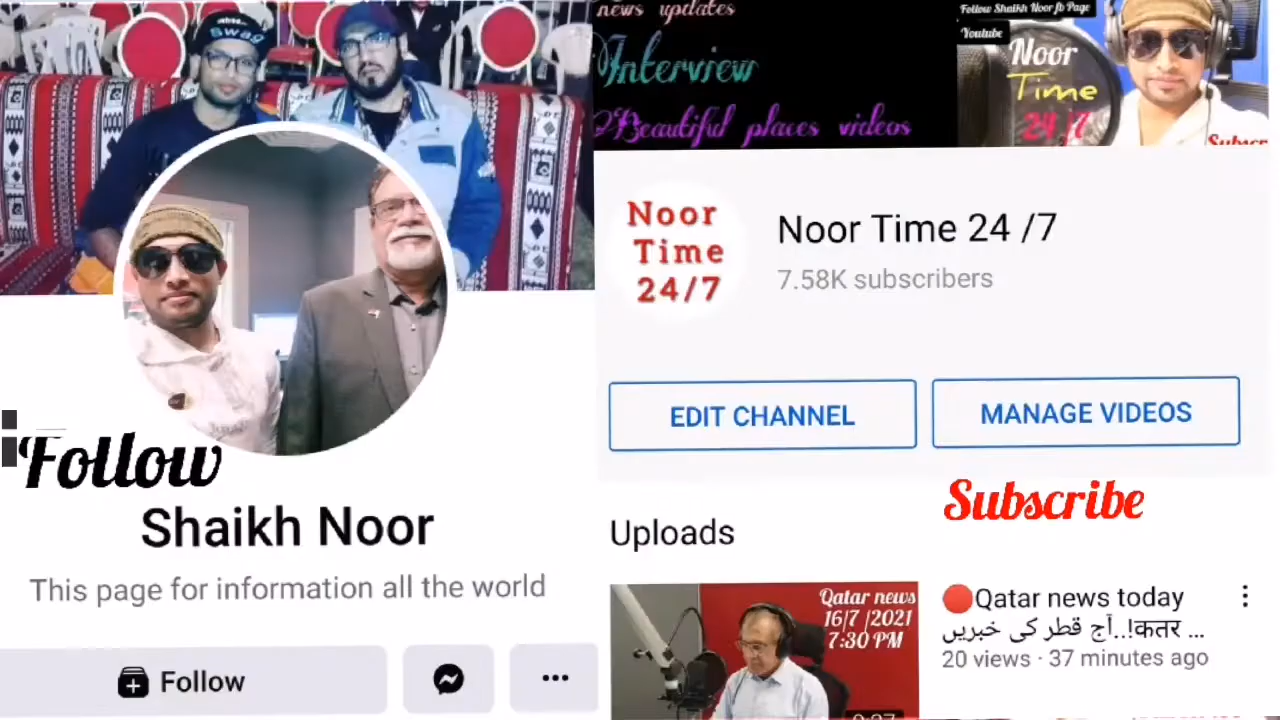 Swag
Follow
Shaikh Noor
This page for information all the world
Follow
news updates
Interview
Beautiful places videos
Follow Shaikh Noor fb Page
Youtube
Noor
Time
24 /7
Noor
Time
24/7
Noor Time 24 /7
7.58K subscribers
EDIT CHANNEL
MANAGE VIDEOS
Subscribe
Uploads
Qatar news
16/7 /2021
7:30 PM
Qatar news today
آج قطر کی خبریں..!कतर ...
20 views · 37 minutes ago